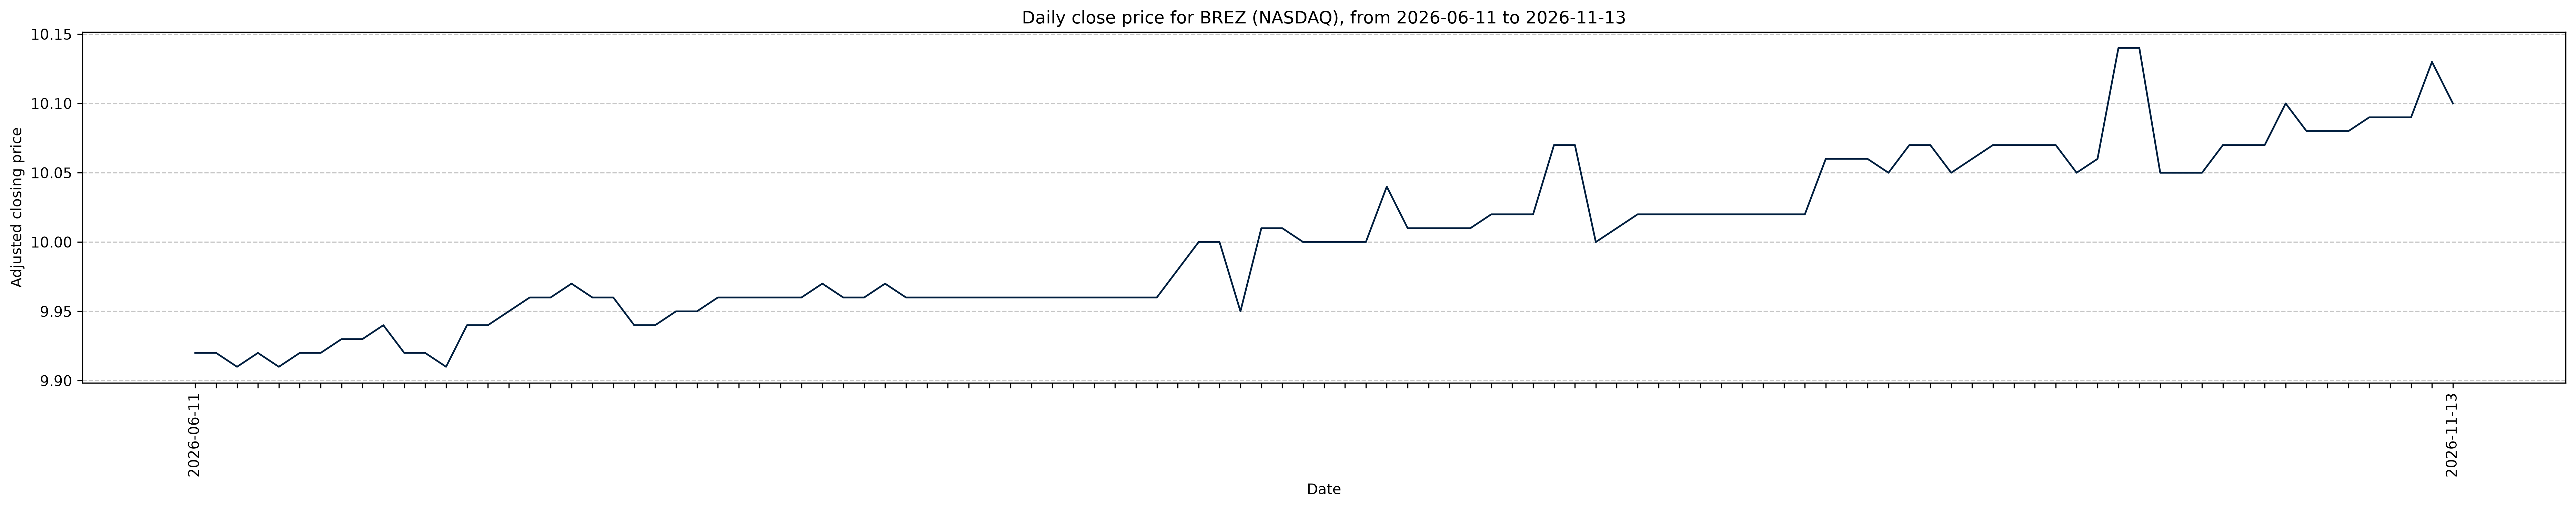 Daily close price for BREZ (NASDAQ), from 2026-06-11 to 2026-11-13
10.15
10.10
10.05
10.00
9.95
9.90
Adjusted closing price
2026-06-11
2026-11-13
Date